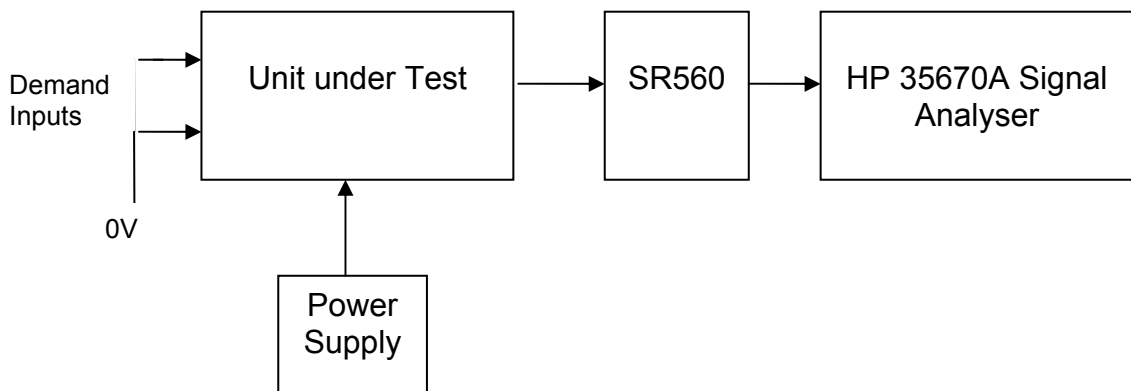 Demand
Inputs
0V
Unit under Test
SR560
HP 35670A Signal
Analyser
Power
Supply